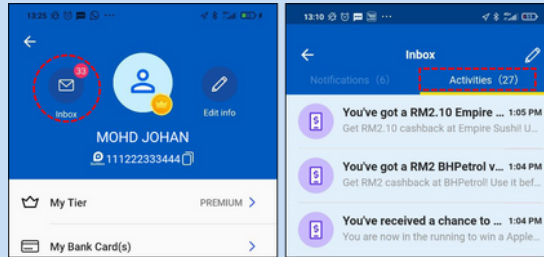 13:25
33
Inbox
Edit info
MOHD JOHAN
111222333444
My Tier PREMIUM
My Bank Card(s)
13:10
Inbox
Notifications (6) Activities (27)
You've got a RM2.10 Empire ... 1:05 PM
Get RM2.10 cashback at Empire Sushi! U...
You've got a RM2 BHPetrol v... 1:04 PM
Get RM2 cashback at BHPetrol! Use it bef...
You've received a chance to ... 1:04 PM
You are now in the running to win a Apple...